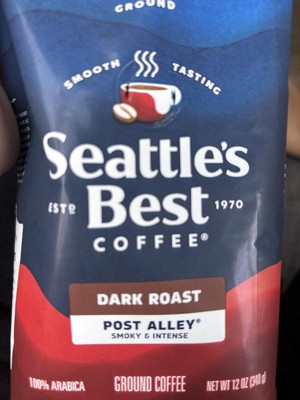 GROUND
SMOOTH TASTING
Seattle's
ESTD Best 1970
COFFEE®
DARK ROAST
POST ALLEY®
SMOKY & INTENSE
100% ARABICA GROUND COFFEE NET WT 12 OZ (340g)